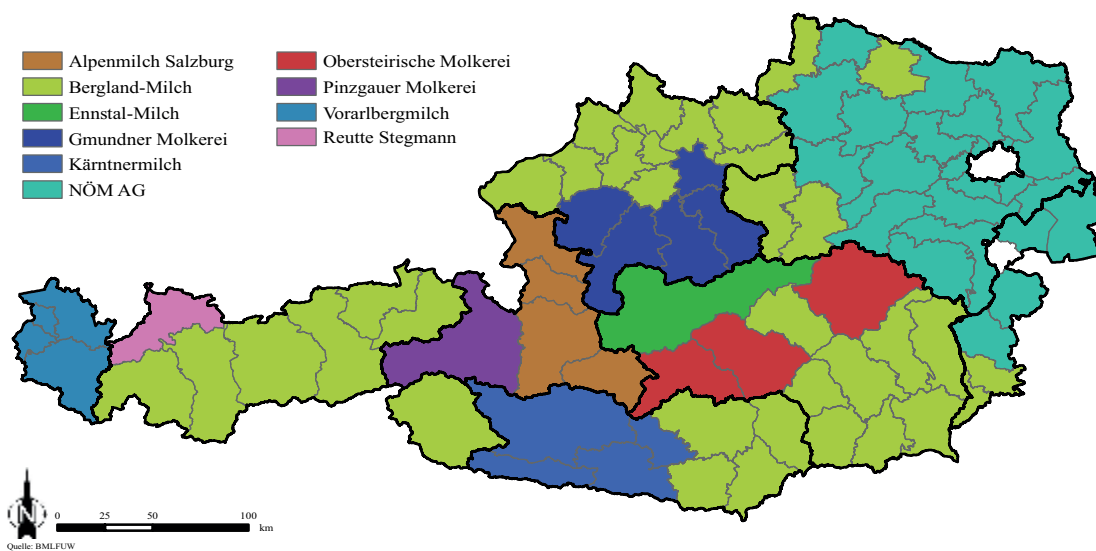 Alpenmilch Salzburg
Bergland-Milch
Ennstal-Milch
Gmundner Molkerei
Kärntnermilch
NÖM AG
Obersteirische Molkerei
Pinzgauer Molkerei
Vorarlbergmilch
Reutte Stegmann
N
0 25 50 100
km
Quelle: BMLFUW